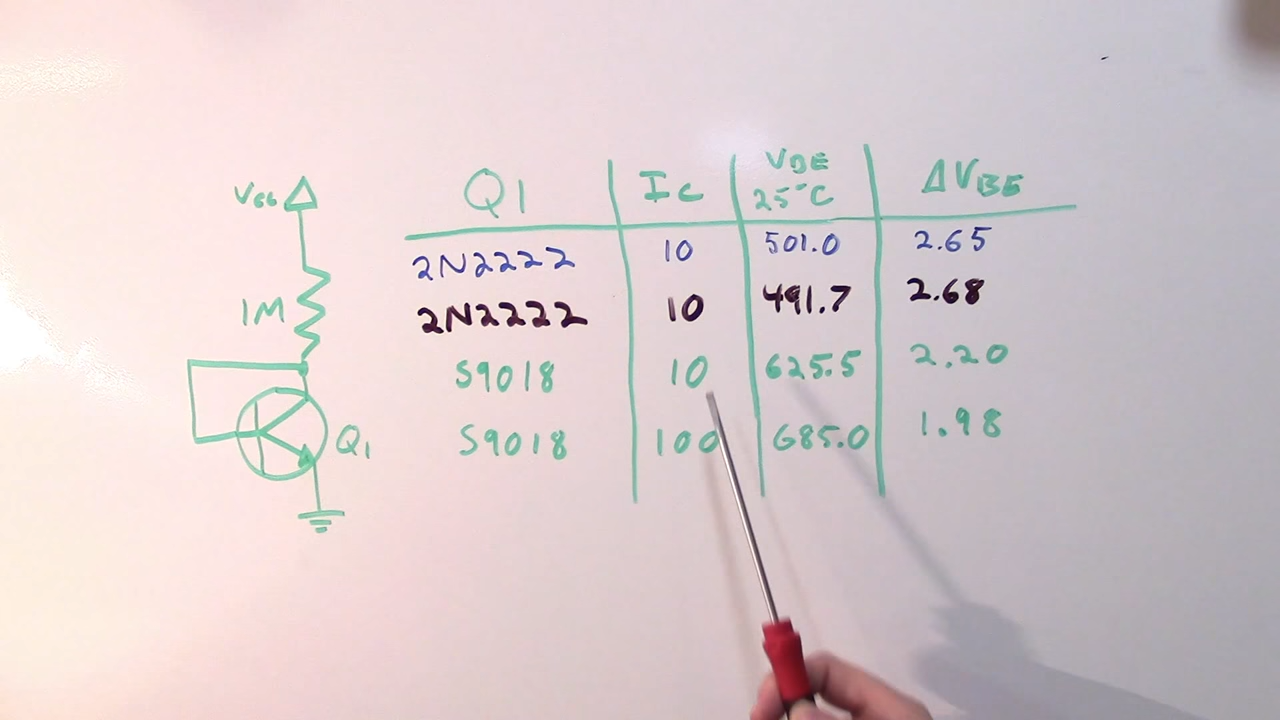 Vcc
1M
Q1
Q1 Ic VBE 25°C ΔVBE
2N2222 10 501.0 2.65
2N2222 10 491.7 2.68
S9018 10 625.5 2.20
S9018 100 685.0 1.98